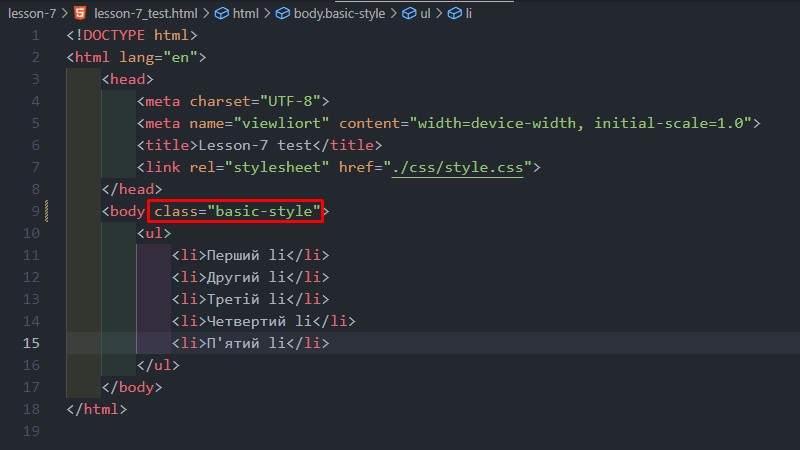 lesson-7 > lesson-7_test.html > html > body.basic-style > ul > li
1 <!DOCTYPE html>
2 <html lang="en">
3 <head>
4 <meta charset="UTF-8">
5 <meta name="viewliort" content="width=device-width, initial-scale=1.0">
6 <title>Lesson-7 test</title>
7 <link rel="stylesheet" href="./css/style.css">
8 </head>
9 <body class="basic-style">
10 <ul>
11 <li>Перший li</li>
12 <li>Другий li</li>
13 <li>Третій li</li>
14 <li>Четвертий li</li>
15 <li>П'ятий li</li>
16 </ul>
17 </body>
18 </html>
19